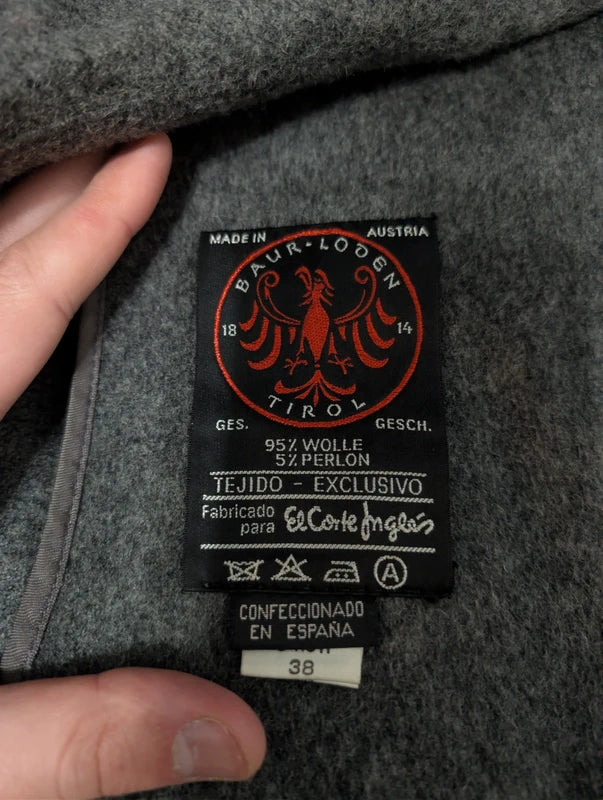 MADE IN AUSTRIA
BAUR-LODEN
18 14
TIROL
GES. GESCH.
95% WOLLE
5% PERLON
TEJIDO - EXCLUSIVO
Fabricado para El Corte Inglés
A
CONFECCIONADO
EN ESPAÑA
38